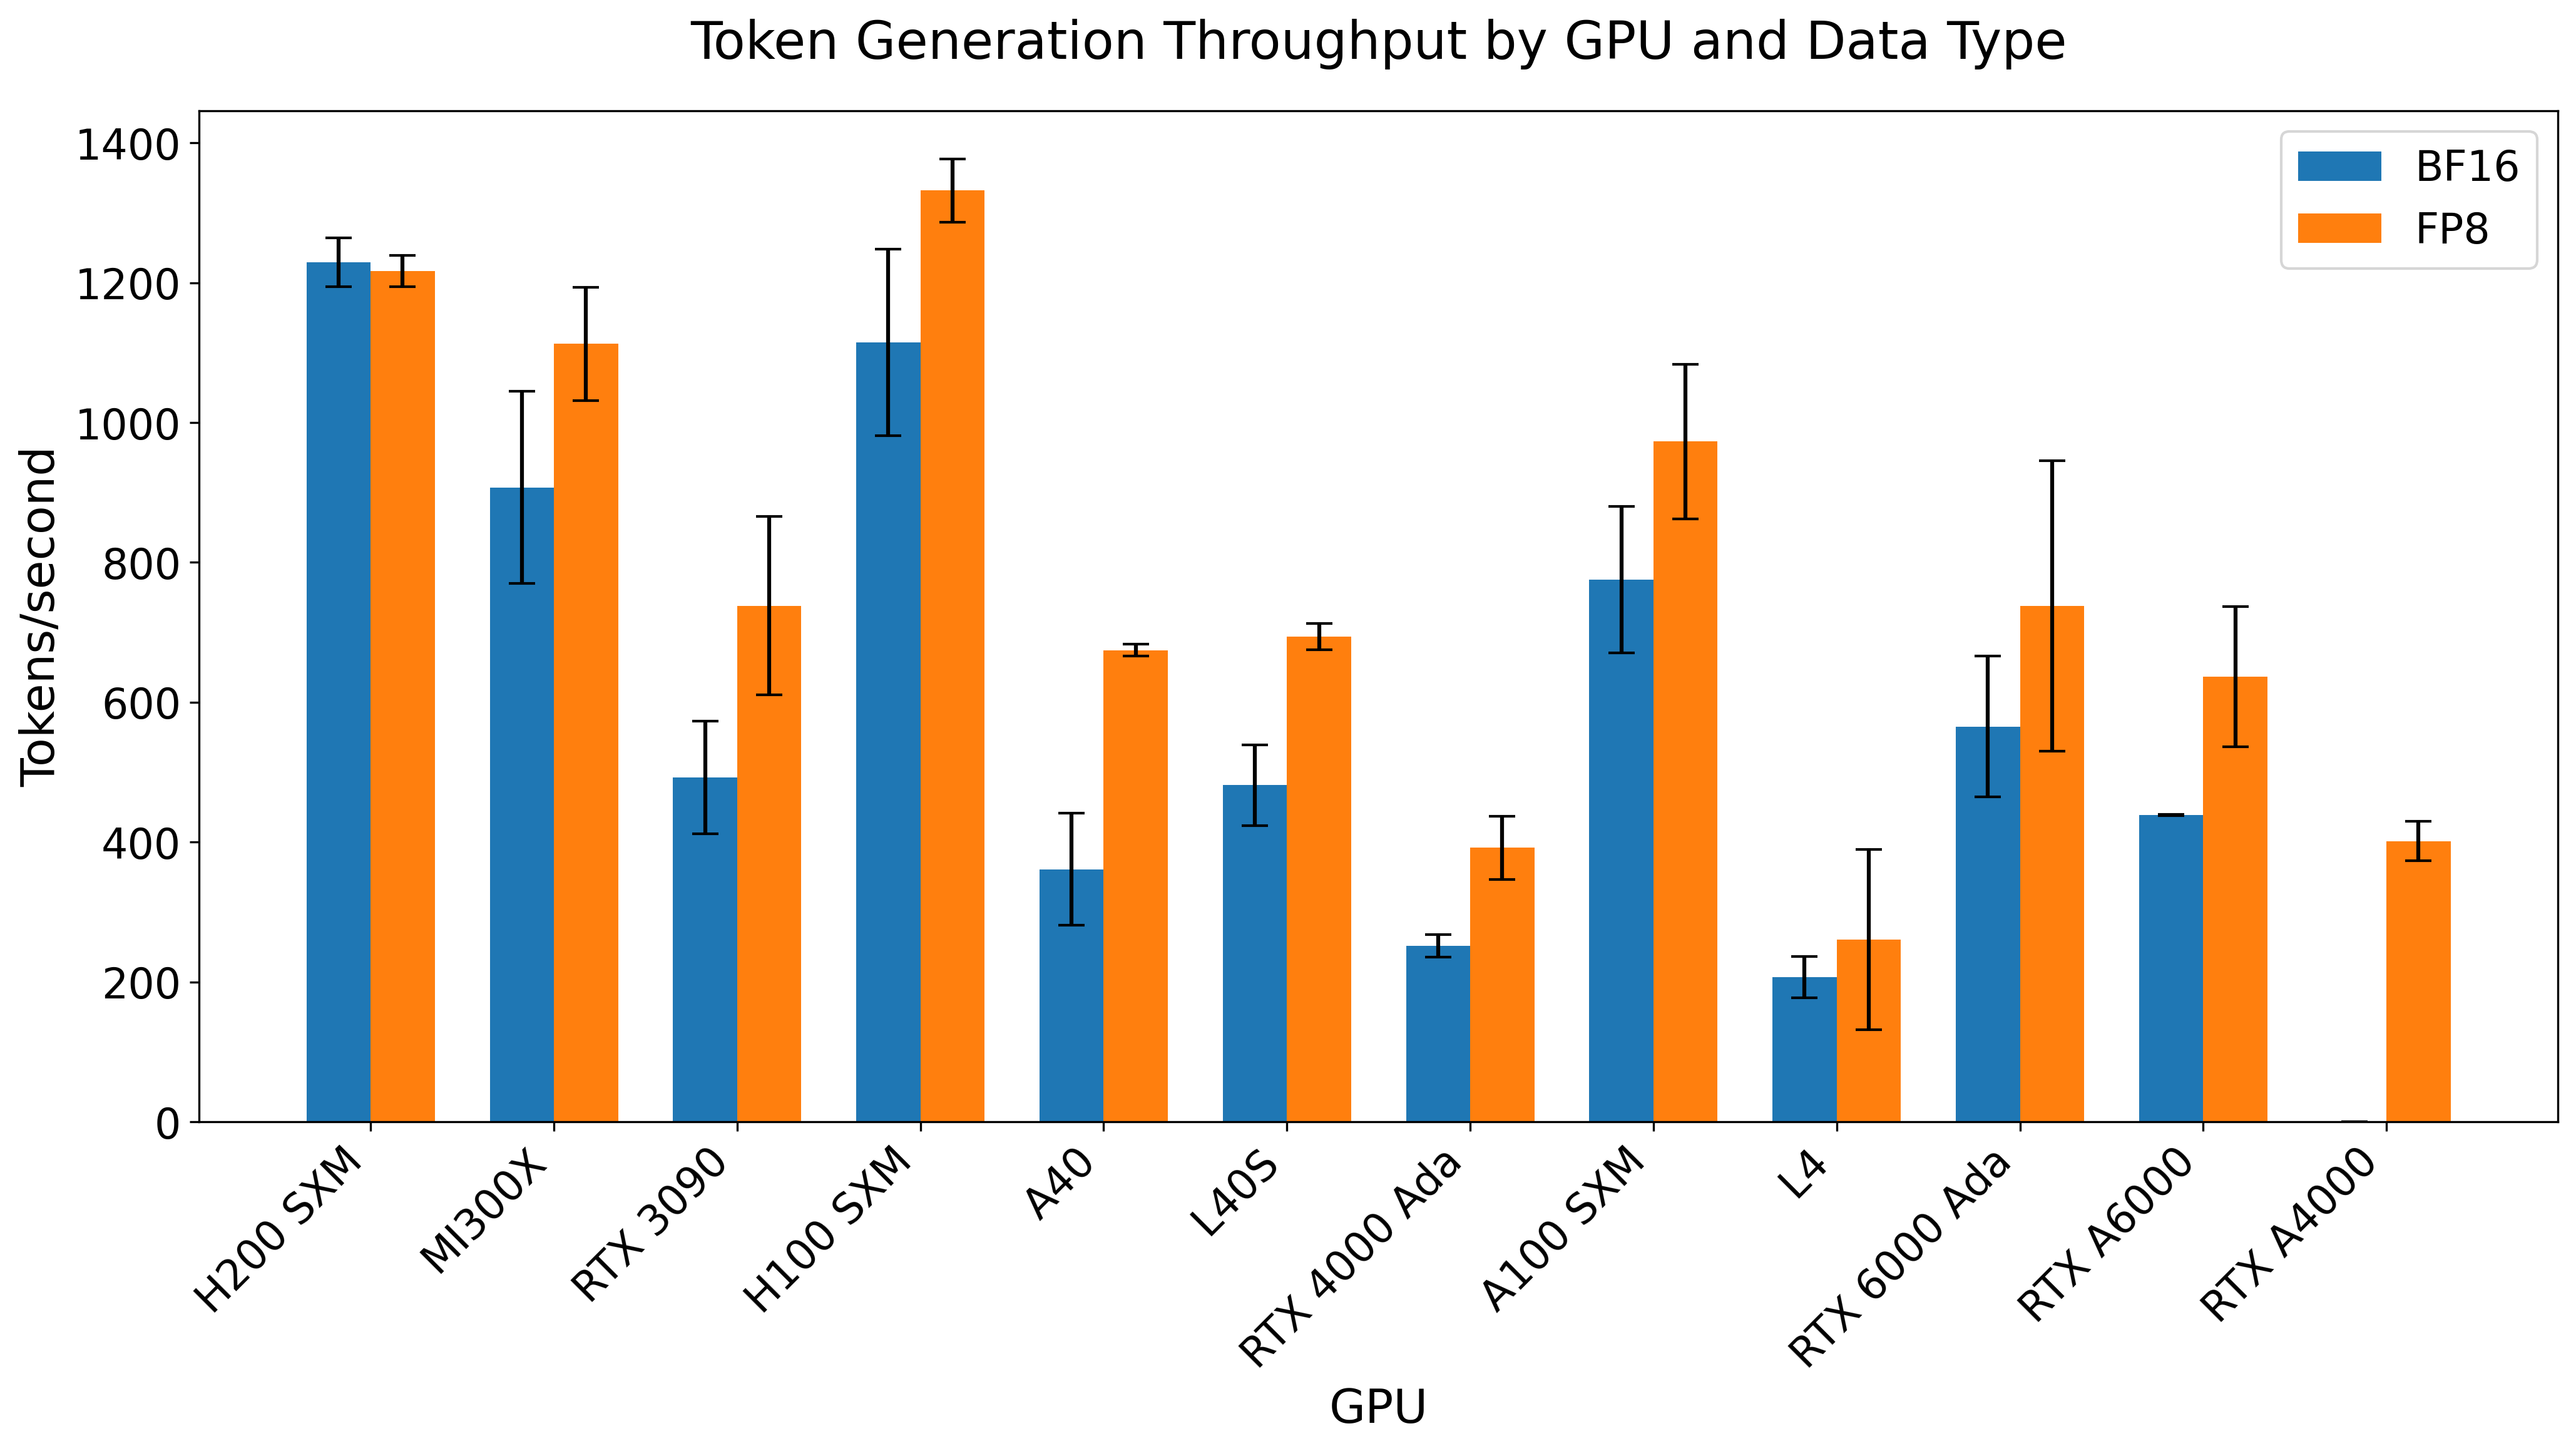 Token Generation Throughput by GPU and Data Type
Tokens/second
1400
1200
1000
800
600
400
200
0
BF16
FP8
H200 SXM
MI300X
RTX 3090
H100 SXM
A40
L40S
RTX 4000 Ada
A100 SXM
L4
RTX 6000 Ada
RTX A6000
RTX A4000
GPU